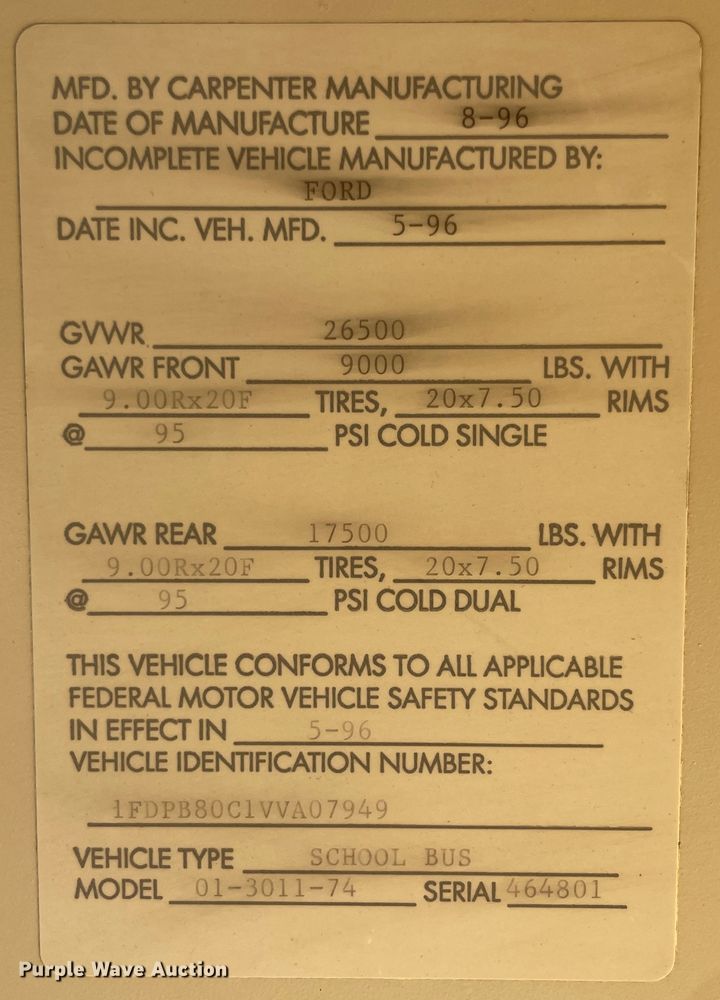 MFD. BY CARPENTER MANUFACTURING
DATE OF MANUFACTURE 8-96
INCOMPLETE VEHICLE MANUFACTURED BY:
FORD
DATE INC. VEH. MFD. 5-96
GVWR 26500
GAWR FRONT 9000 LBS. WITH
9.00Rx20F TIRES, 20x7.50 RIMS
@ 95 PSI COLD SINGLE
GAWR REAR 17500 LBS. WITH
9.00Rx20F TIRES, 20x7.50 RIMS
@ 95 PSI COLD DUAL
THIS VEHICLE CONFORMS TO ALL APPLICABLE
FEDERAL MOTOR VEHICLE SAFETY STANDARDS
IN EFFECT IN 5-96
VEHICLE IDENTIFICATION NUMBER:
1FDPB80C1VVA07949
VEHICLE TYPE SCHOOL BUS
MODEL 01-3011-74 SERIAL 464801
Purple Wave Auction